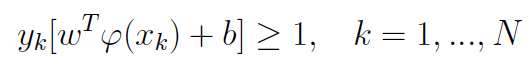 y_k[w^T φ(x_k) + b] ≥ 1, k = 1, ..., N